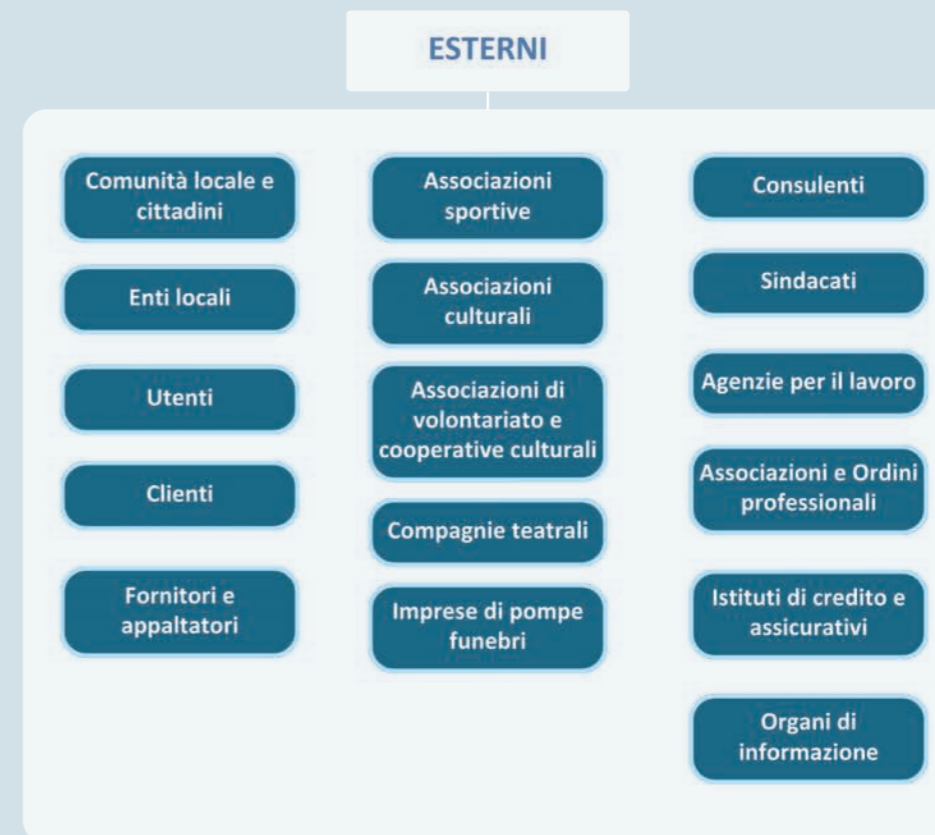 ESTERNI
Comunità locale e
cittadini
Enti locali
Utenti
Clienti
Fornitori e
appaltatori
Associazioni
sportive
Associazioni
culturali
Associazioni di
volontariato e
cooperative culturali
Compagnie teatrali
Imprese di pompe
funebri
Consulenti
Sindacati
Agenzie per il lavoro
Associazioni e Ordini
professionali
Istituti di credito e
assicurativi
Organi di
informazione